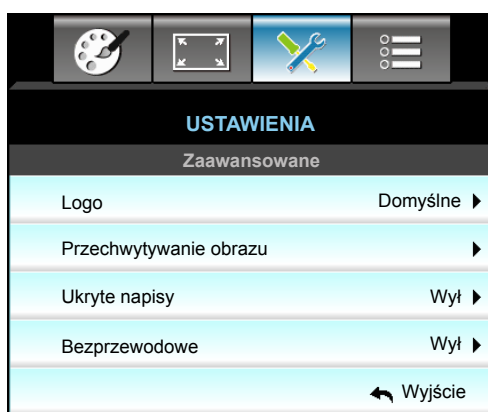 USTAWIENIA
Zaawansowane
Logo Domyślne
Przechwytywanie obrazu
Ukryte napisy Wył
Bezprzewodowe Wył
Wyjście